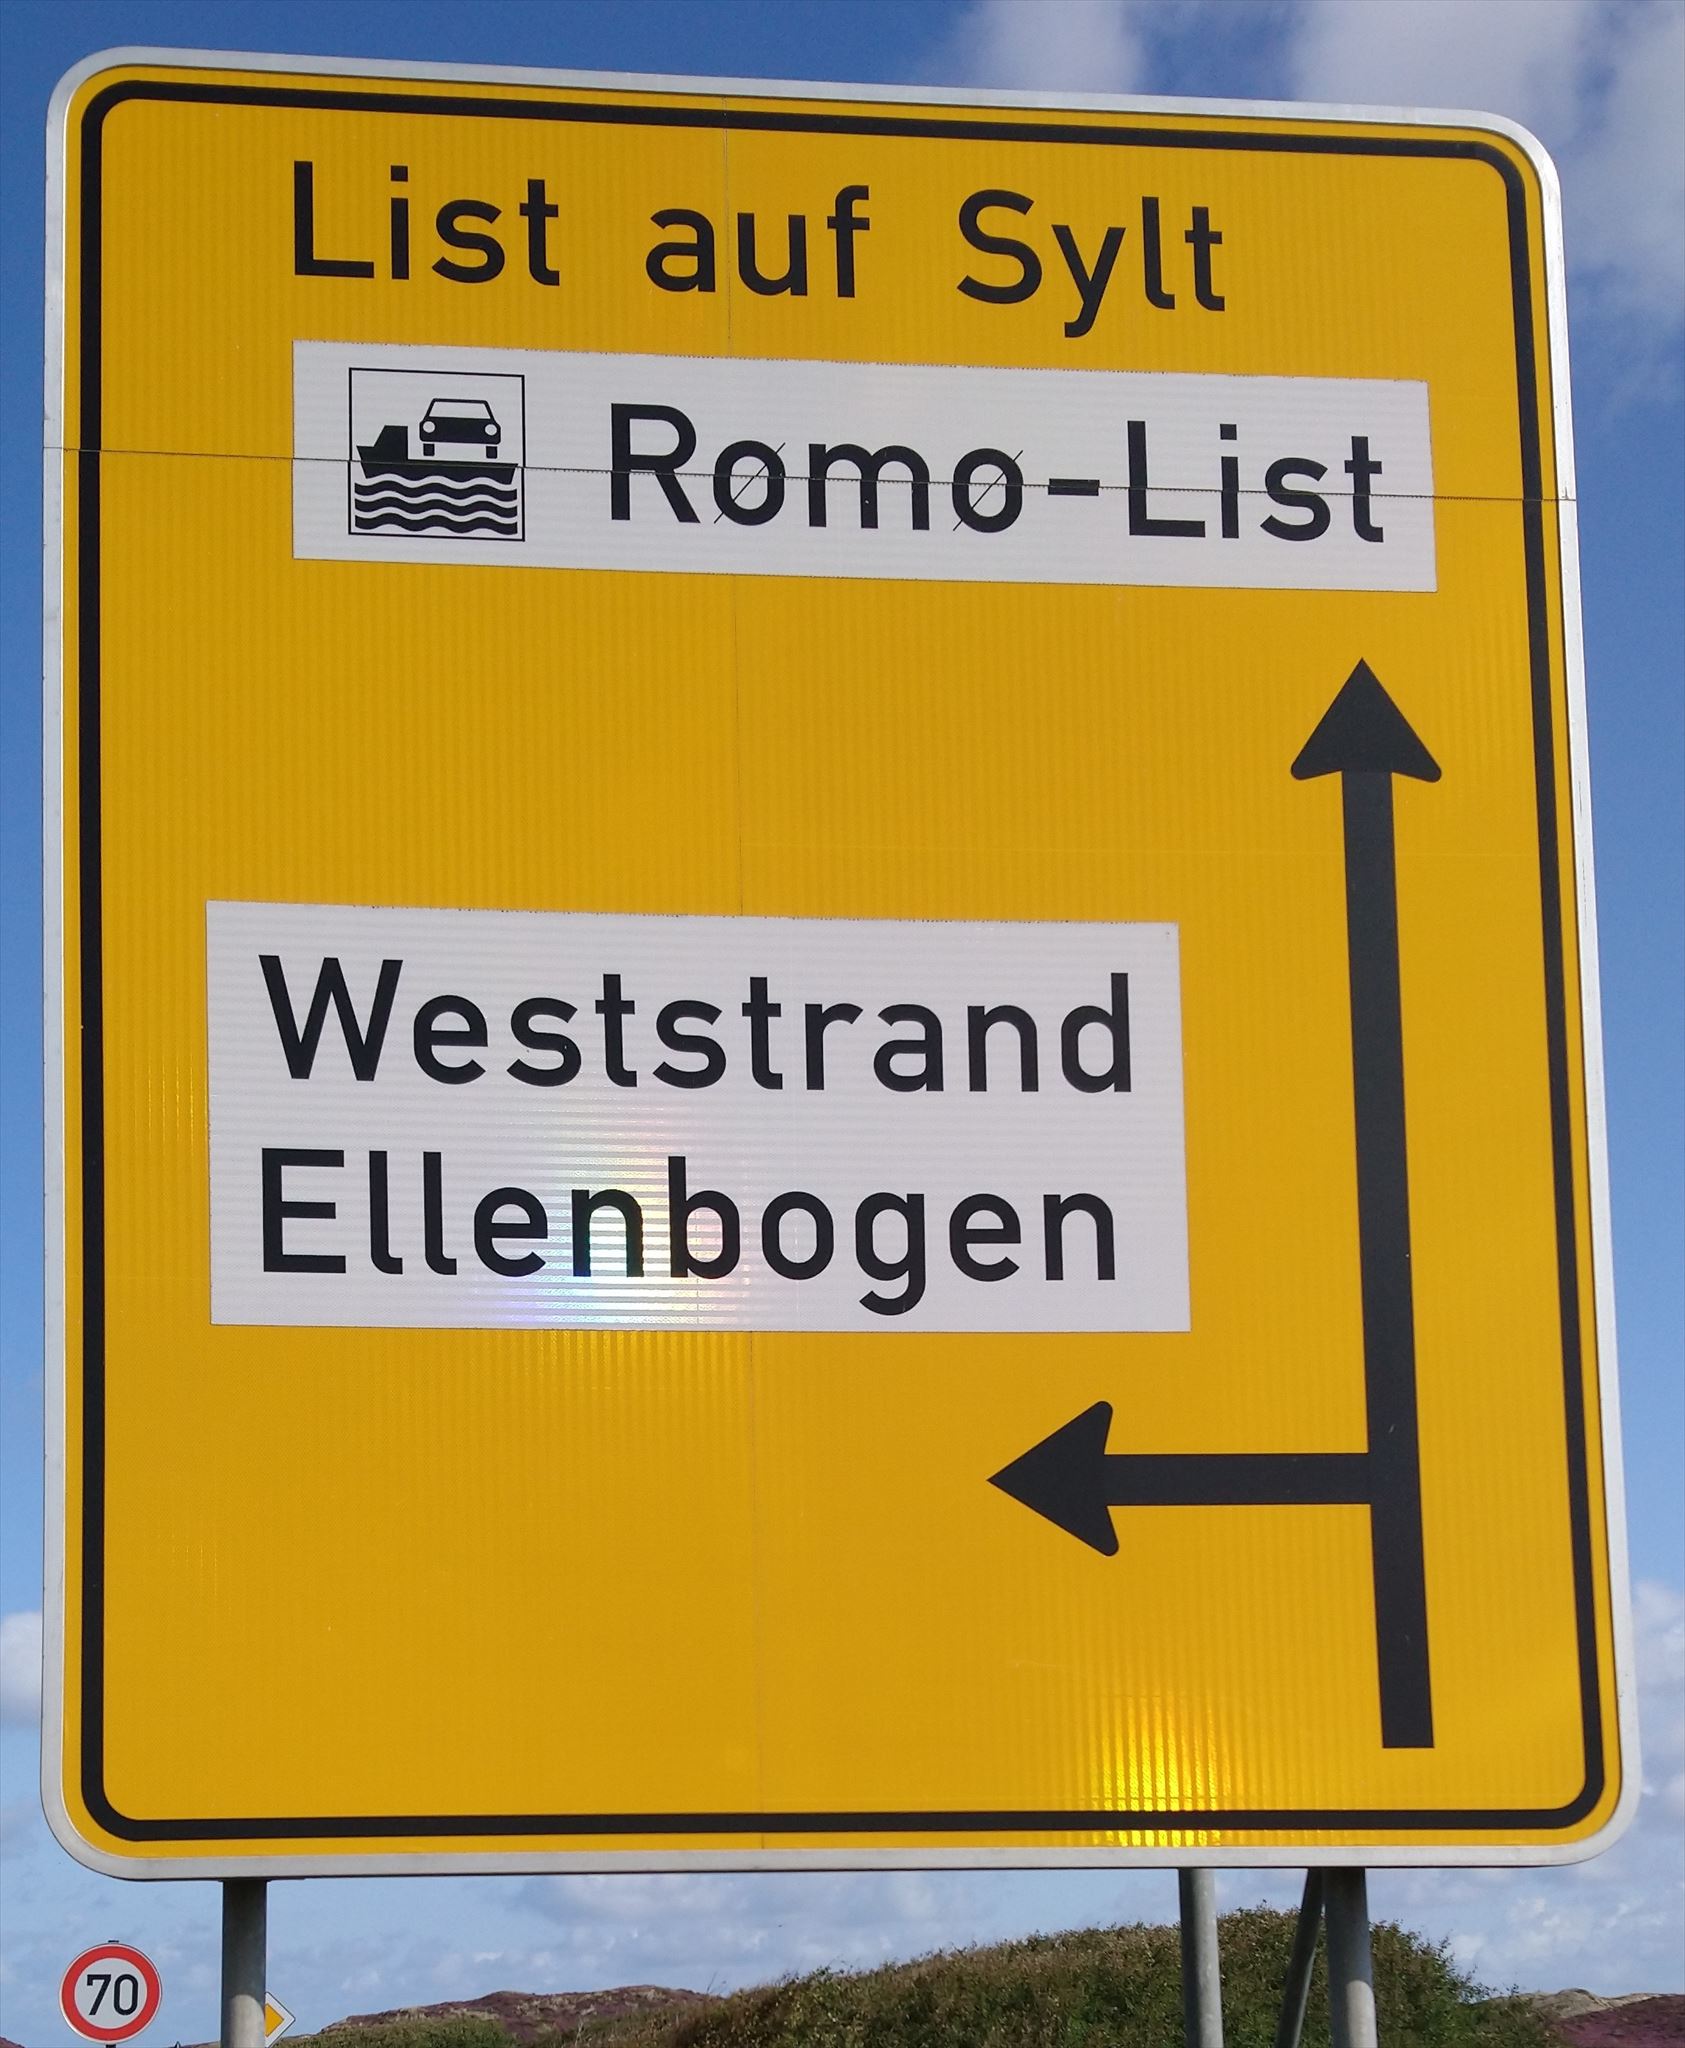 List auf Sylt
Rømø-List
Weststrand
Ellenbogen
70